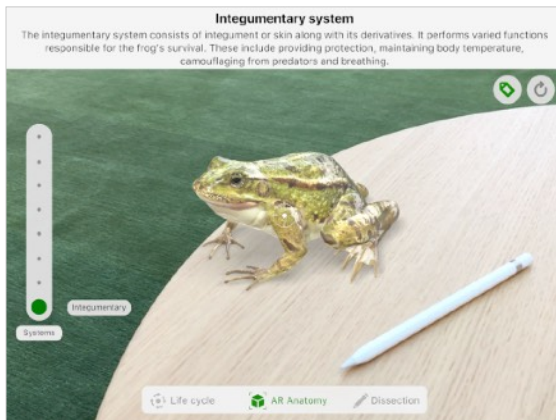 Integumentary system
The integumentary system consists of integument or skin along with its derivatives. It performs varied functions
responsible for the frog's survival. These include providing protection, maintaining body temperature,
camouflaging from predators and breathing.
Integumentary
Systems
Life cycle
AR Anatomy
Dissection